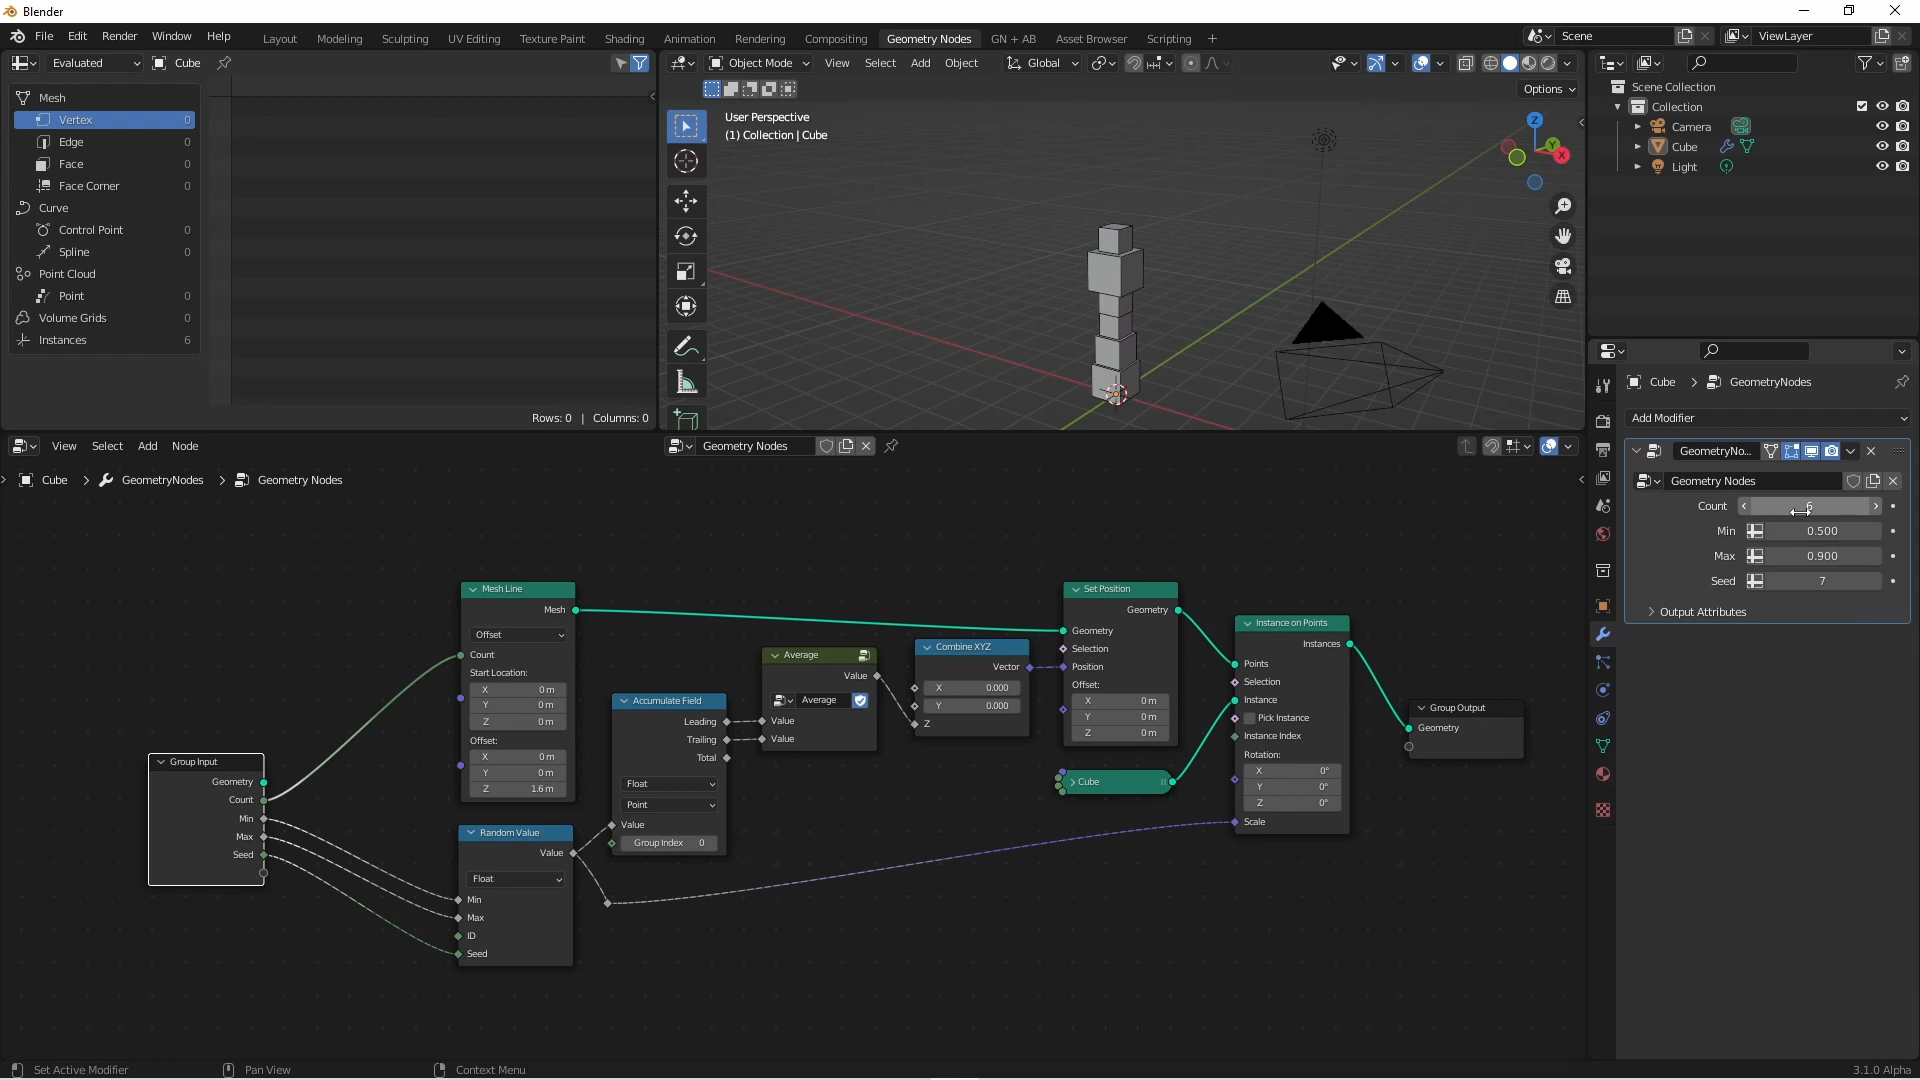 Blender
File Edit Render Window Help
Layout Modeling Sculpting UV Editing Texture Paint Shading Animation Rendering Compositing Geometry Nodes GN + AB Asset Browser Scripting +
Scene
ViewLayer
Evaluated
Cube
Mesh
Vertex 0
Edge 0
Face 0
Face Corner 0
Curve
Control Point 0
Spline 0
Point Cloud
Point 0
Volume Grids 0
Instances 6
Rows: 0 | Columns: 0
Object Mode
View Select Add Object
Global
Options
User Perspective
(1) Collection | Cube
Z
Y
X
Scene Collection
Collection
Camera
Cube
Light
Cube > GeometryNodes
Add Modifier
GeometryNo...
Geometry Nodes
Count 6
Min 0.500
Max 0.900
Seed 7
Output Attributes
View Select Add Node
Geometry Nodes
Cube > GeometryNodes > Geometry Nodes
Group Input
Geometry
Count
Min
Max
Seed
Mesh Line
Mesh
Offset
Count
Start Location:
X 0 m
Y 0 m
Z 0 m
Offset:
X 0 m
Y 0 m
Z 1.6 m
Random Value
Value
Float
Min
Max
ID
Seed
Accumulate Field
Leading
Trailing
Total
Float
Point
Value
Group Index 0
Average
Value
Average
Value
Value
Combine XYZ
Vector
X 0.000
Y 0.000
Z
Set Position
Geometry
Geometry
Selection
Position
Offset:
X 0 m
Y 0 m
Z 0 m
Cube
Instance on Points
Instances
Points
Selection
Instance
Pick Instance
Instance Index
Rotation:
X 0°
Y 0°
Z 0°
Scale
Group Output
Geometry
Set Active Modifier
Pan View
Context Menu
3.1.0 Alpha